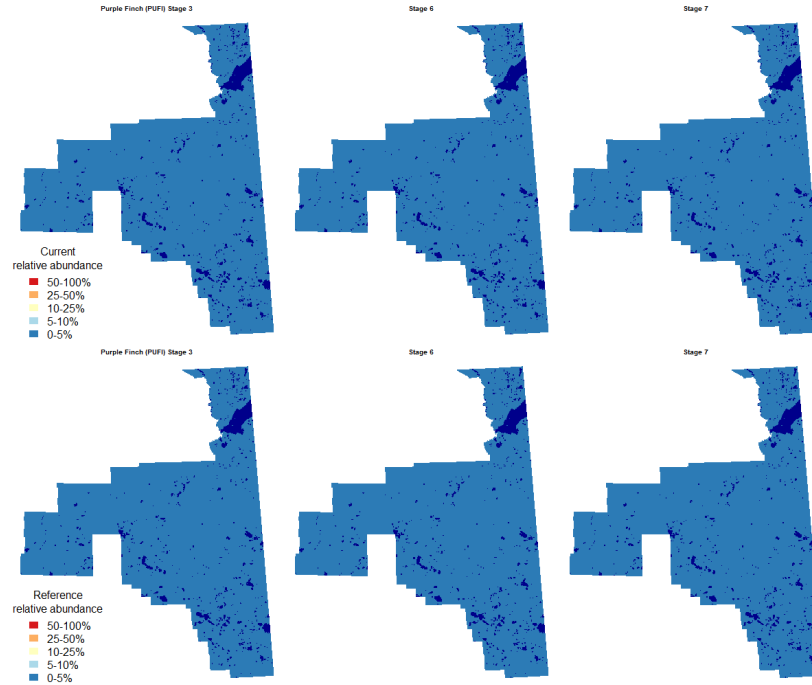 Purple Finch (PUFI) Stage 3
Stage 6
Stage 7
Current
relative abundance
50-100%
25-50%
10-25%
5-10%
0-5%
Purple Finch (PUFI) Stage 3
Stage 6
Stage 7
Reference
relative abundance
50-100%
25-50%
10-25%
5-10%
0-5%